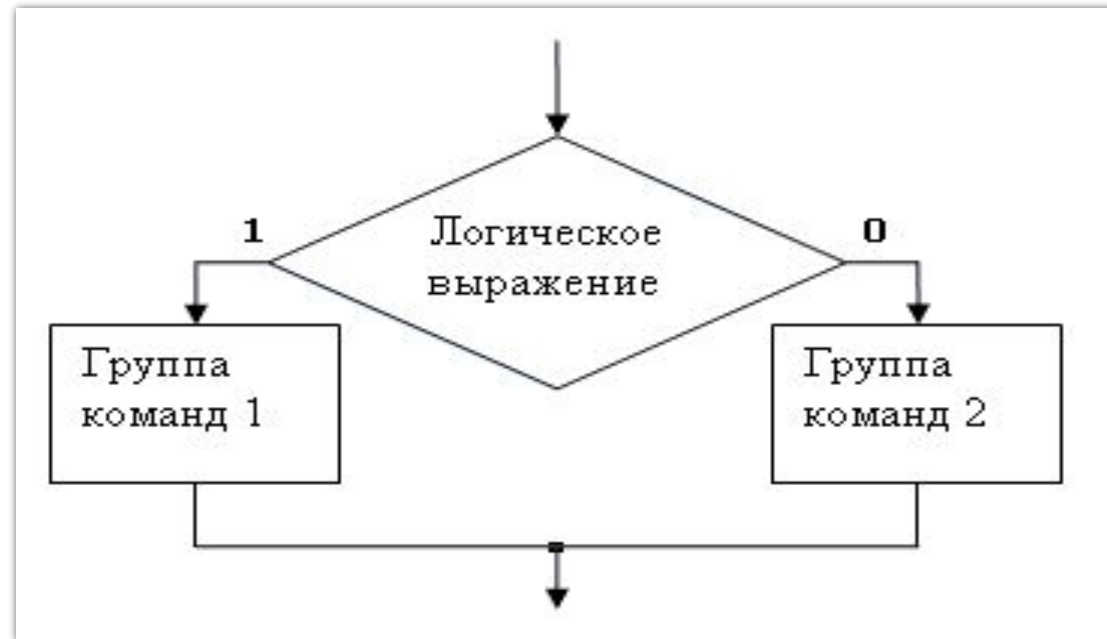 Логическое
выражение
1
0
Группа
команд 1
Группа
команд 2